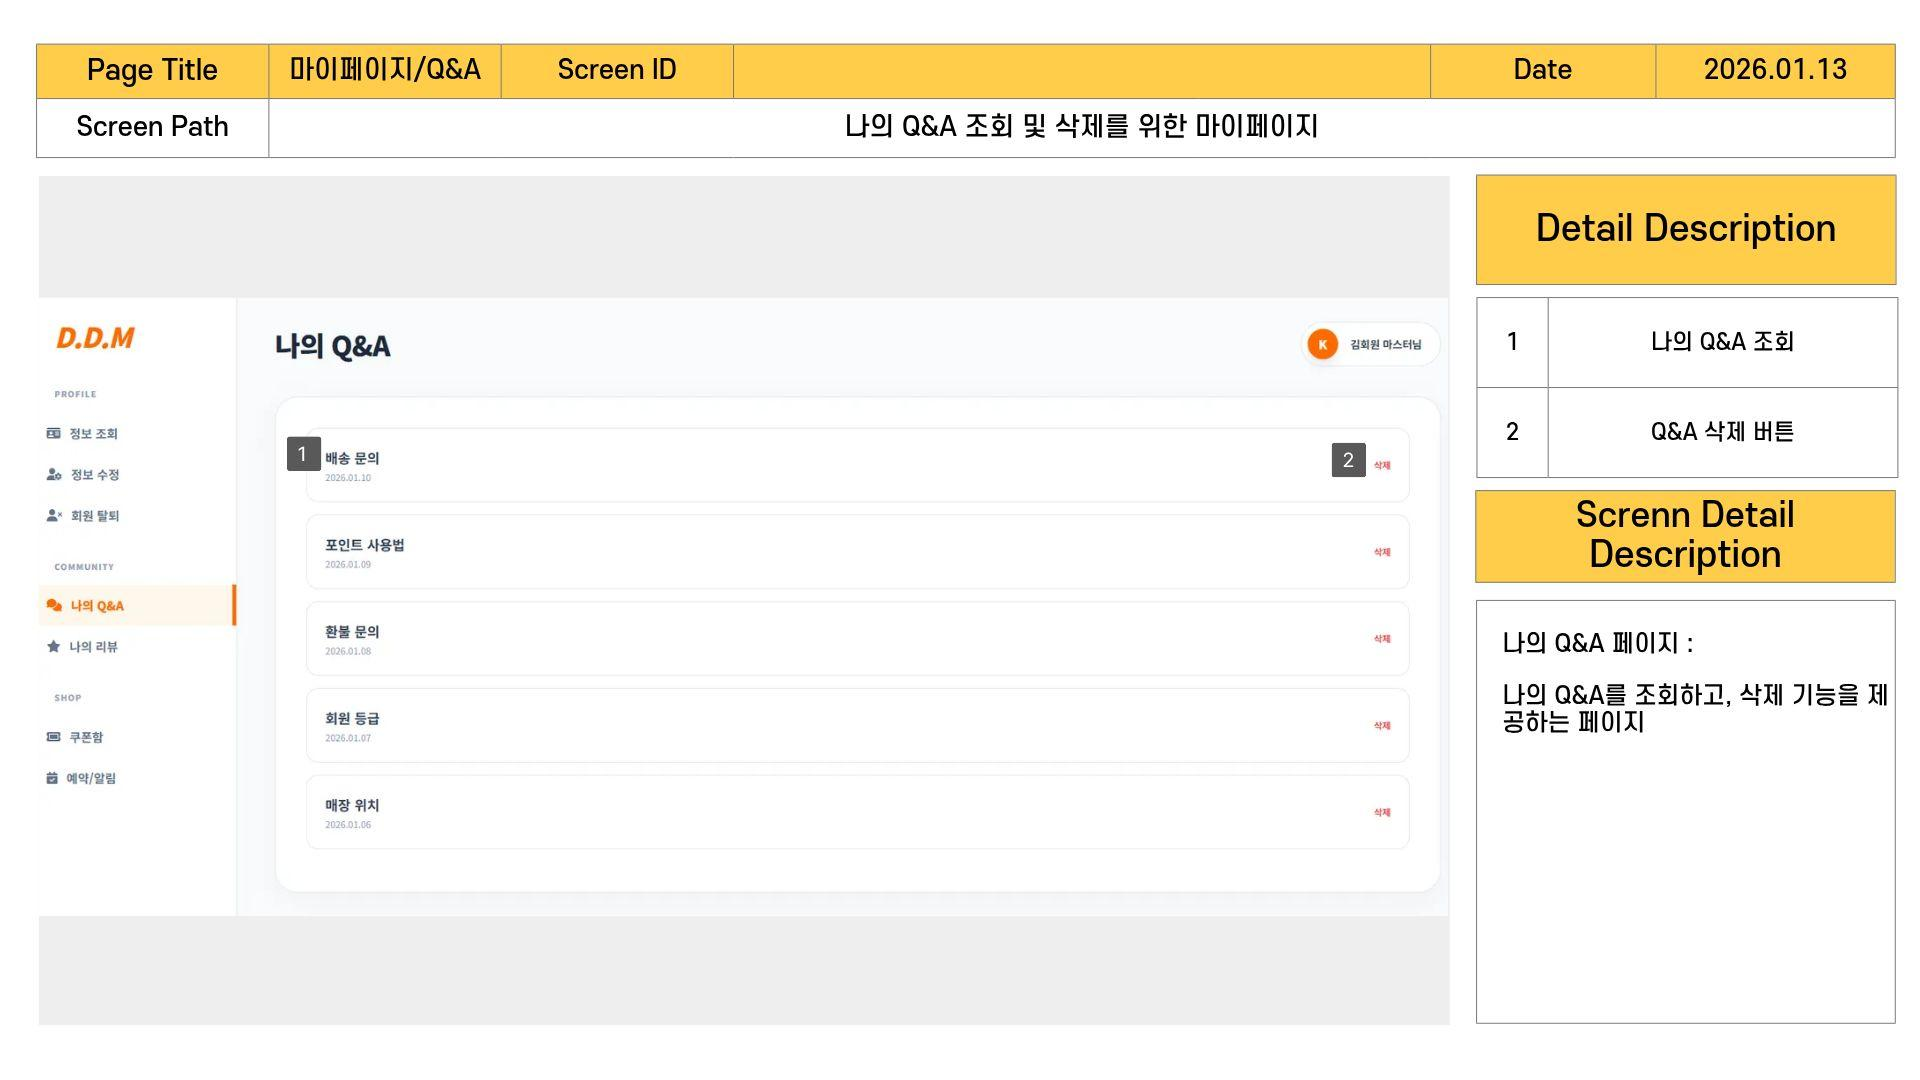 Page Title
마이페이지/Q&A
Screen ID
Date
2026.01.13
Screen Path
나의 Q&A 조회 및 삭제를 위한 마이페이지
D.D.M
PROFILE
정보 조회
정보 수정
회원 탈퇴
COMMUNITY
나의 Q&A
나의 리뷰
SHOP
쿠폰함
예약/알림
나의 Q&A
K
김회원 마스터님
1
배송 문의
2026.01.10
2
삭제
포인트 사용법
2026.01.09
삭제
환불 문의
2026.01.08
삭제
회원 등급
2026.01.07
삭제
매장 위치
2026.01.06
삭제
Detail Description
1
나의 Q&A 조회
2
Q&A 삭제 버튼
Screnn Detail
Description
나의 Q&A 페이지 :
나의 Q&A를 조회하고, 삭제 기능을 제
공하는 페이지